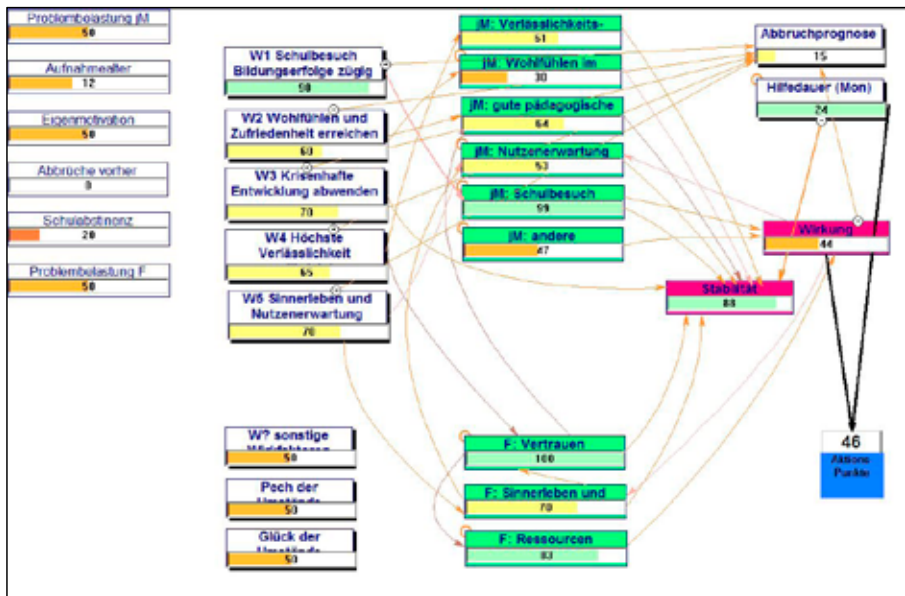 Problembelastung jM
50
Aufnahmealter
12
Eigenmotivation
50
Abbrüche vorher
0
Schulabstinenz
20
Problembelastung F
50
W1 Schulbesuch
Bildungserfolge zügig
90
W2 Wohlfühlen und
Zufriedenheit erreichen
60
W3 Krisenhafte
Entwicklung abwenden
70
W4 Höchste
Verlässlichkeit
65
W5 Sinnerleben und
Nutzenerwartung
70
W? sonstige
50
Pech der
Umstände
50
Glück der
Umstände
50
jM: Verlässlichkeits-
51
jM: Wohlfühlen im
30
jM: gute pädagogische
64
jM: Nutzenerwartung
53
jM: Schulbesuch
99
jM: andere
47
F: Vertrauen
100
F: Sinnerleben und
70
F: Ressourcen
83
Abbruchprognose
15
Hilfedauer (Mon)
24
Wirkung
44
Stabilität
88
46
Aktions
Punkte